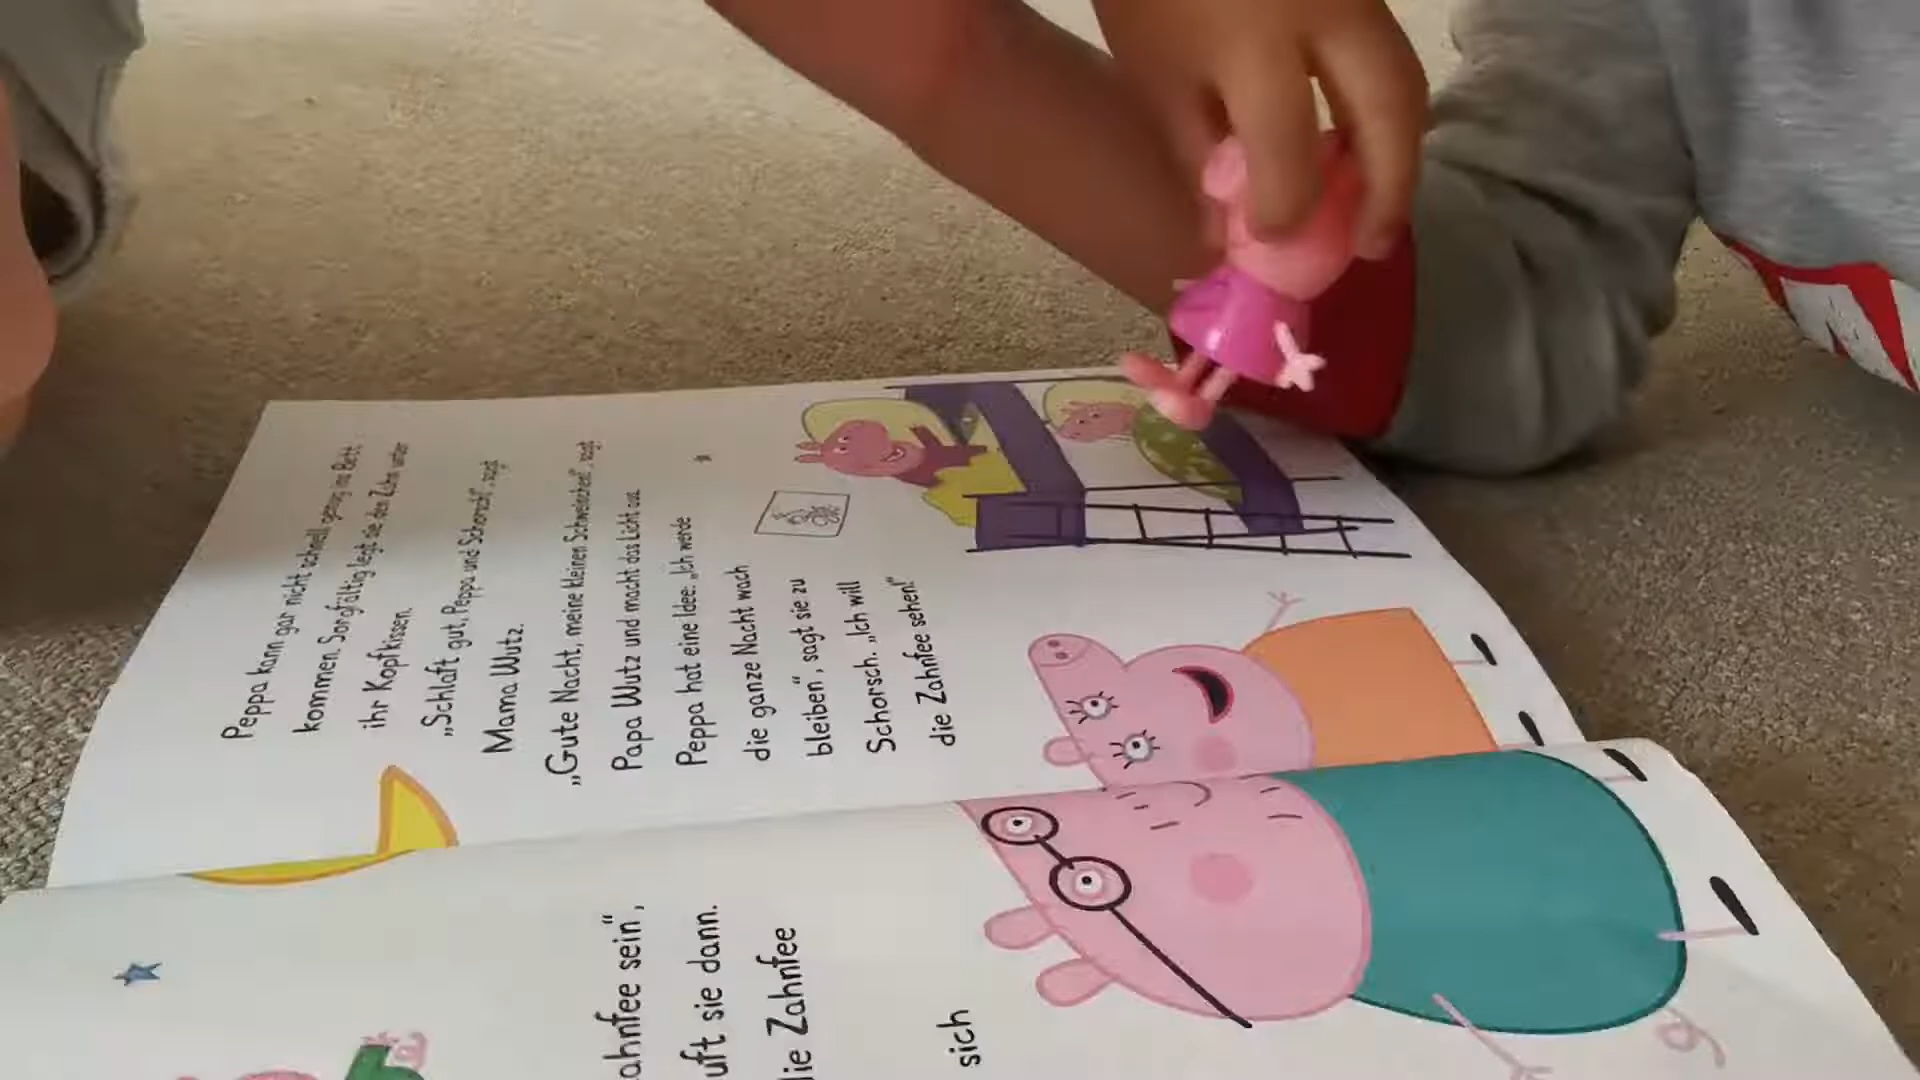 Peppa kann gar nicht schnell genug ins Bett
kommen. Sorgfältig legt sie den Zahn unter
ihr Kopfkissen.
„Schlaft gut, Peppa und Schorsch!“, sagt
Mama Wutz.
„Gute Nacht, meine kleinen Schweinchen“, sagt
Papa Wutz und macht das Licht aus.
Peppa hat eine Idee: „Ich werde
die ganze Nacht wach
bleiben“, sagt sie zu
Schorsch. „Ich will
die Zahnfee sehen!“
ahnfee sein“,
uft sie dann.
die Zahnfee
sich